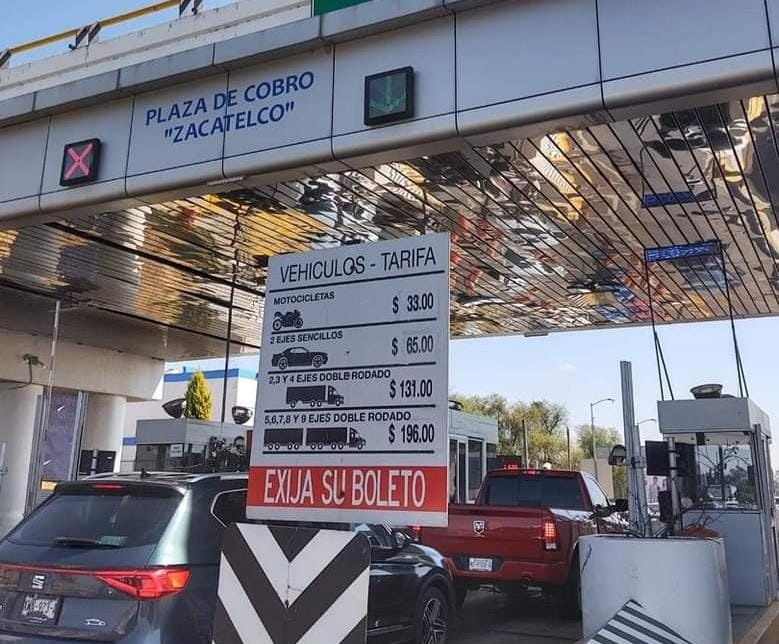 PLAZA DE COBRO
"ZACATELCO"
VEHICULOS - TARIFA
MOTOCICLETAS
$ 33.00
2 EJES SENCILLOS
$ 65.00
2,3 Y 4 EJES DOBLE RODADO
$ 131.00
5,6,7,8 Y 9 EJES DOBLE RODADO
$ 196.00
EXIJA SU BOLETO